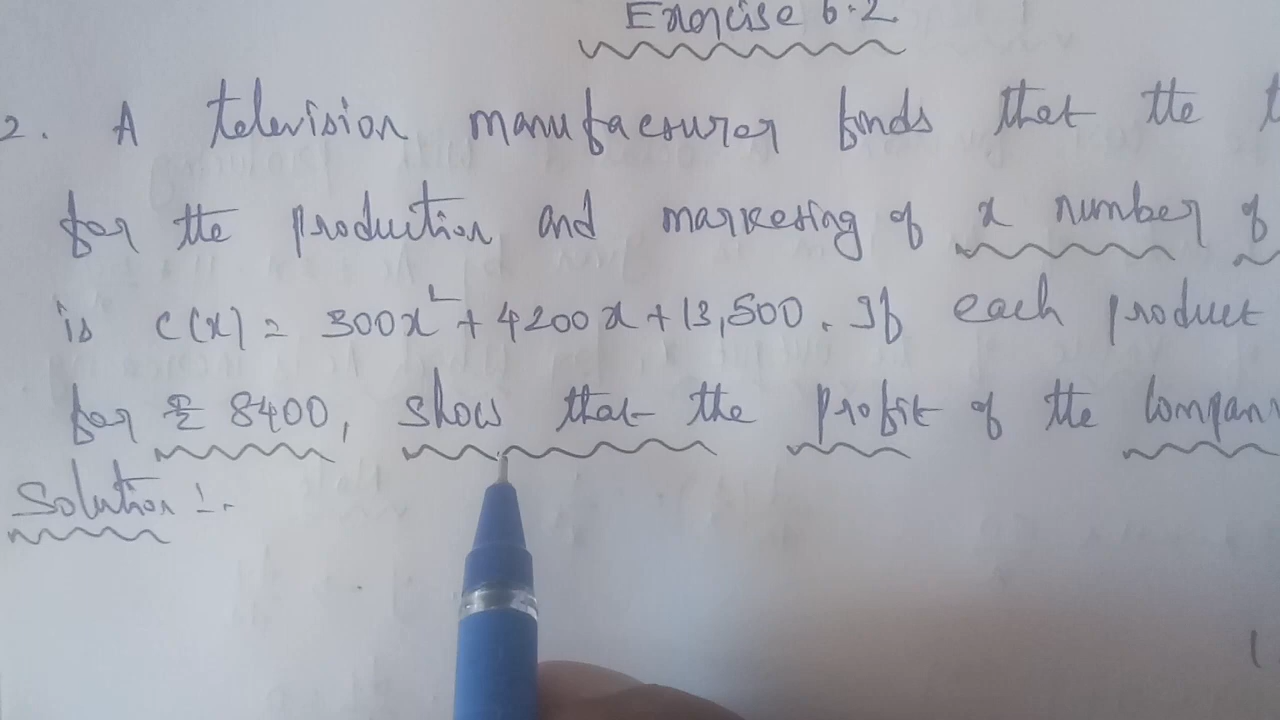 Exercise 6.2
2. A television manufacturer finds that the t
for the production and marketing of x number of
is c(x) = 300x² + 4200x + 13,500. If each product
for ₹ 8400, show that the profit of the compan
Solution :-